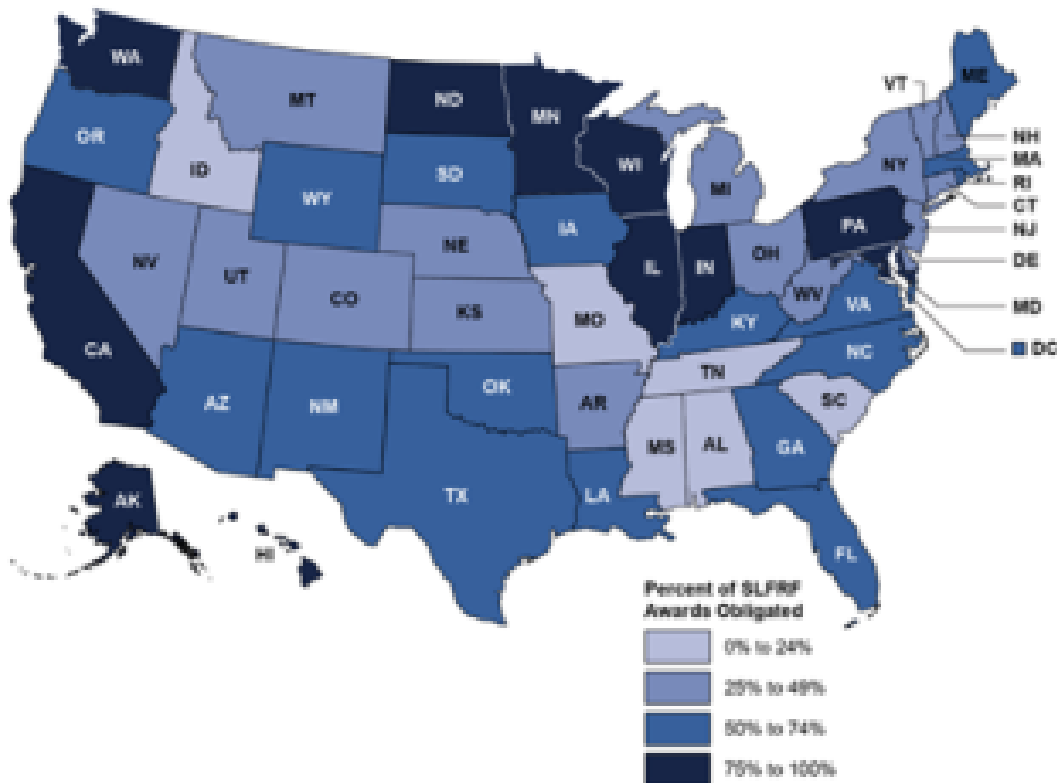 WA
MT
ND
MN
VT
ME
OR
ID
SD
WI
NY
NH
MA
WY
MI
RI
CT
IA
PA
NJ
NV
UT
NE
IL
IN
OH
DE
CO
WV
MD
CA
KS
MO
KY
VA
DC
NC
TN
AZ
NM
OK
AR
SC
MS
AL
GA
AK
TX
LA
HI
FL
Percent of SLFRF
Awards Obligated
0% to 24%
25% to 49%
50% to 74%
75% to 100%